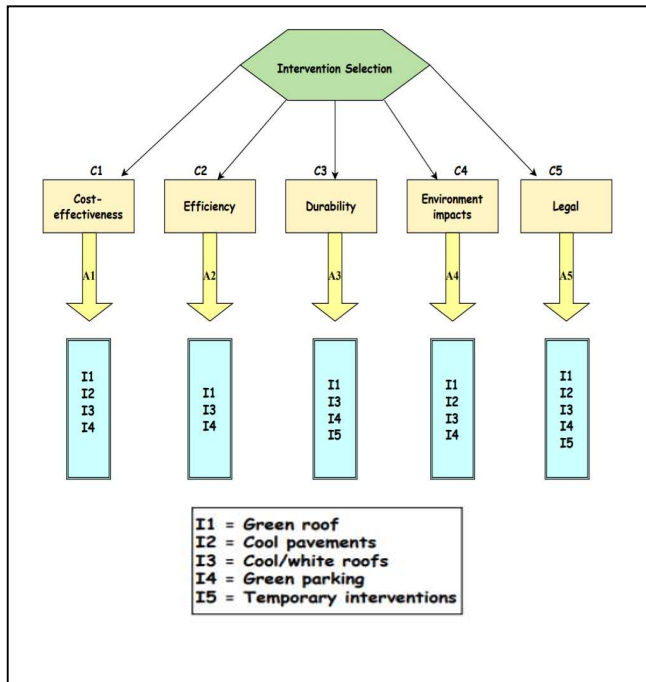 Intervention Selection
C1
C2
C3
C4
C5
Cost-
effectiveness
Efficiency
Durability
Environment
impacts
Legal
A1
A2
A3
A4
A5
I1
I2
I3
I4
I1
I3
I4
I1
I3
I4
I5
I1
I2
I3
I4
I1
I2
I3
I4
I5
I1 = Green roof
I2 = Cool pavements
I3 = Cool/white roofs
I4 = Green parking
I5 = Temporary interventions